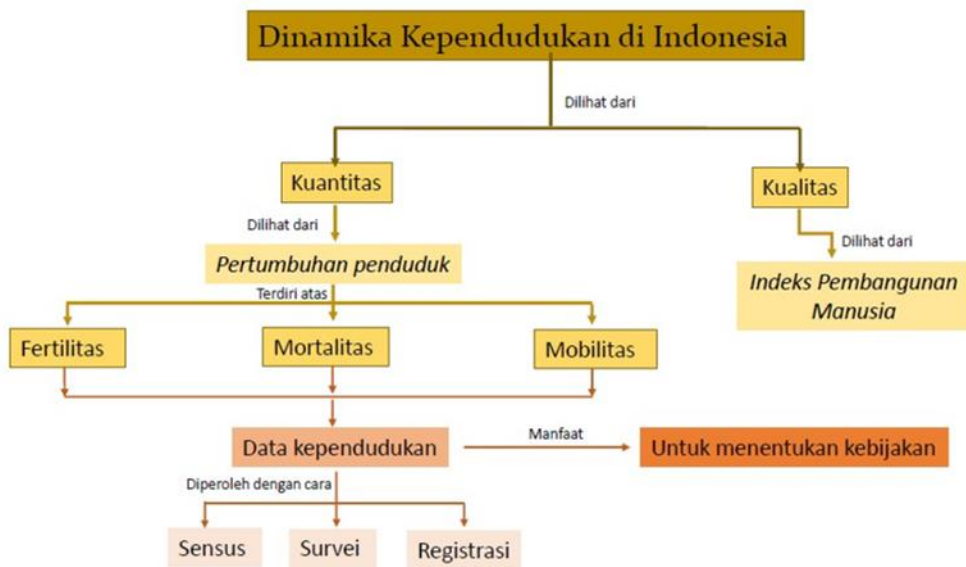 Dinamika Kependudukan di Indonesia
Dilihat dari
Kuantitas
Kualitas
Dilihat dari
Dilihat dari
Pertumbuhan penduduk
Indeks Pembangunan
Manusia
Terdiri atas
Fertilitas
Mortalitas
Mobilitas
Data kependudukan
Manfaat
Untuk menentukan kebijakan
Diperoleh dengan cara
Sensus
Survei
Registrasi